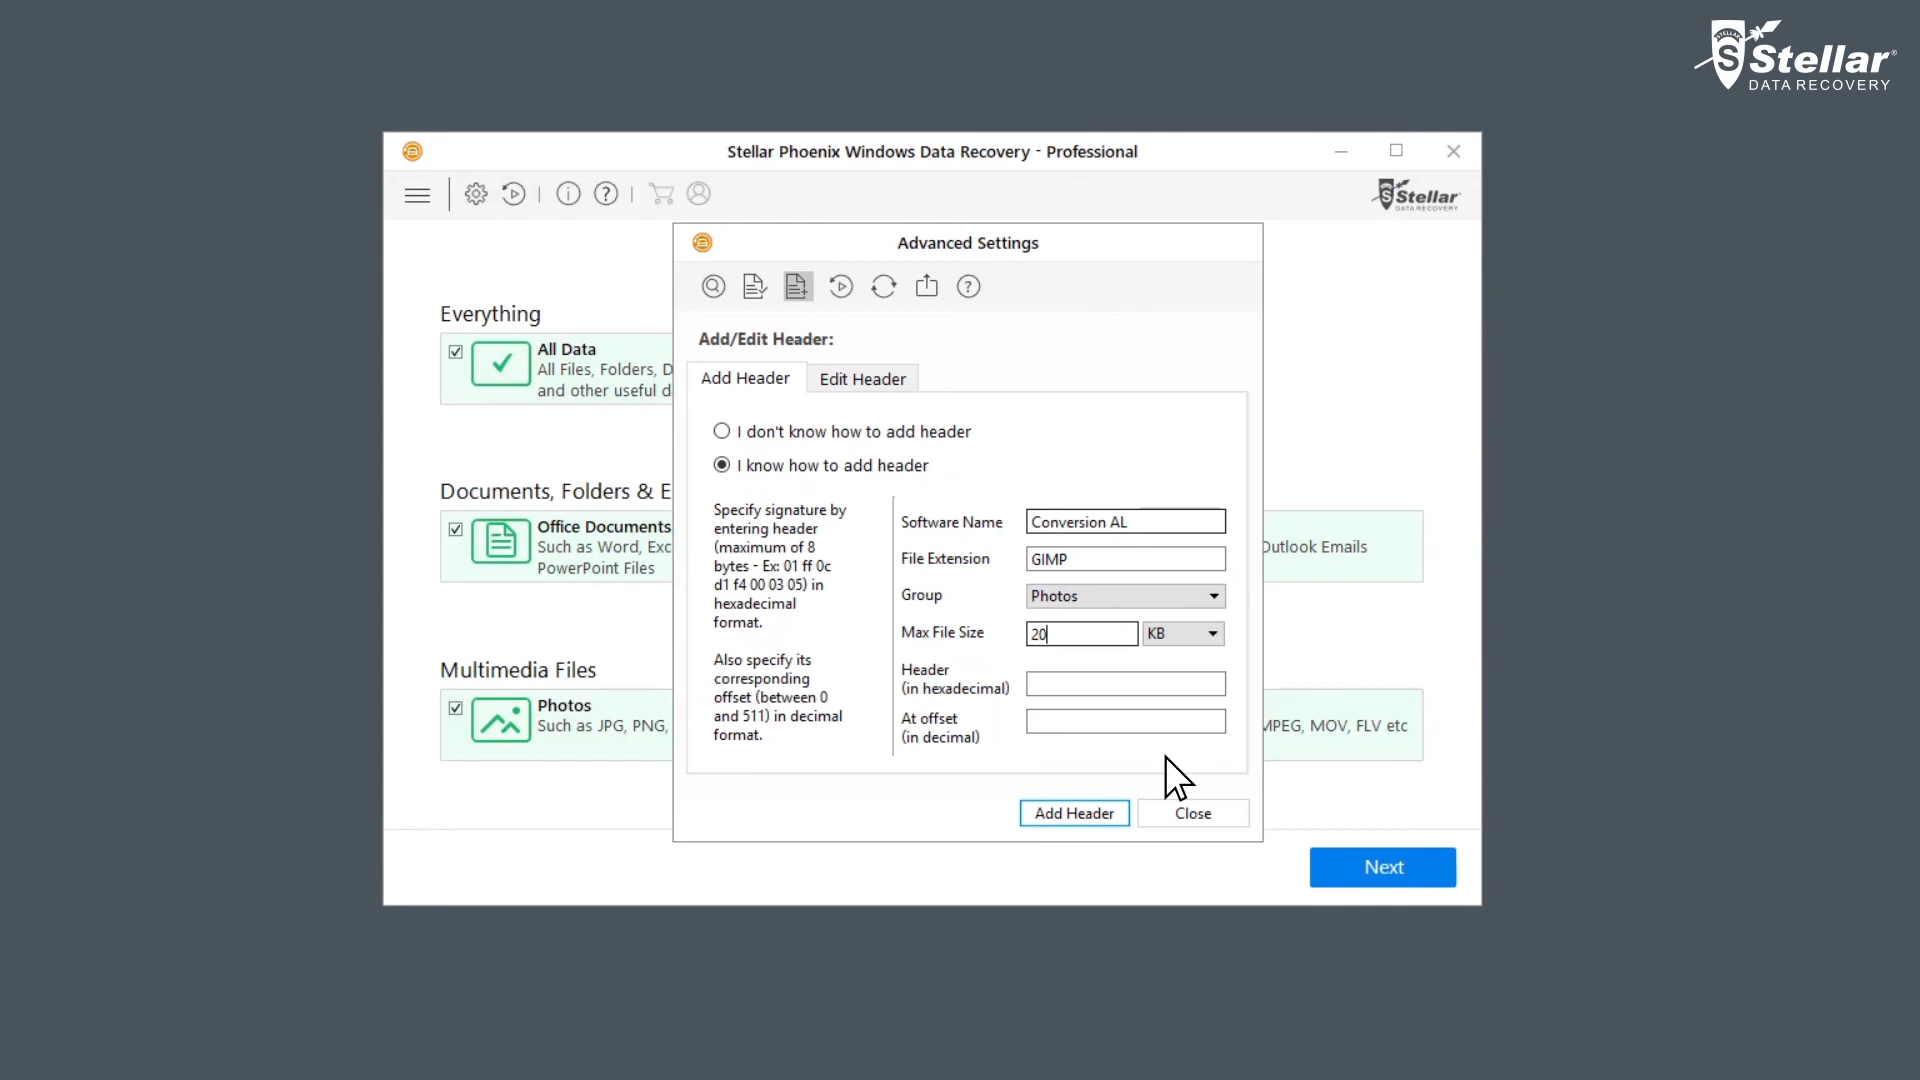 Stellar
DATA RECOVERY
Stellar Phoenix Windows Data Recovery - Professional
Stellar
DATA RECOVERY
Advanced Settings
Everything
All Data
All Files, Folders, D
and other useful d
Documents, Folders & E
Office Documents
Such as Word, Exc
PowerPoint Files
Outlook Emails
Multimedia Files
Photos
Such as JPG, PNG,
MPEG, MOV, FLV etc
Add/Edit Header:
Add Header
Edit Header
I don't know how to add header
I know how to add header
Specify signature by
entering header
(maximum of 8
bytes - Ex: 01 ff 0c
d1 f4 00 03 05) in
hexadecimal
format.
Also specify its
corresponding
offset (between 0
and 511) in decimal
format.
Software Name
Conversion AL
File Extension
GIMP
Group
Photos
Max File Size
20
KB
Header
(in hexadecimal)
At offset
(in decimal)
Add Header
Close
Next